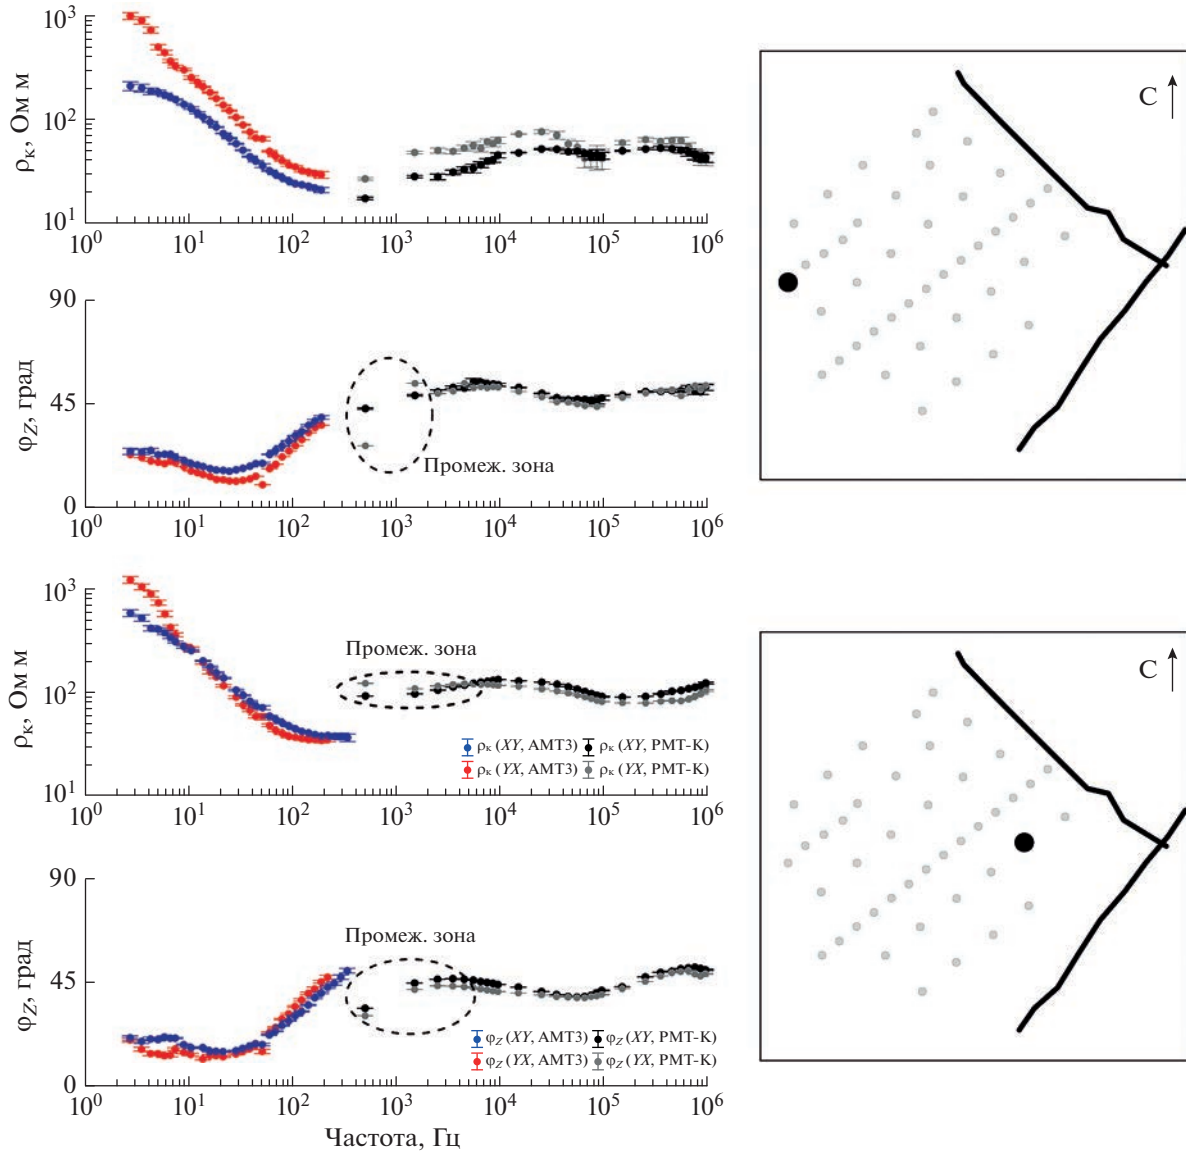 10³
10²
10¹
ρк, Ом м
10⁰ 10¹ 10² 10³ 10⁴ 10⁵ 10⁶
С
90
45
0
φZ, град
Промеж. зона
10⁰ 10¹ 10² 10³ 10⁴ 10⁵ 10⁶
10³
10²
10¹
ρк, Ом м
Промеж. зона
ρк (XY, АМТ3) ρк (XY, РМТ-К)
ρк (YX, АМТ3) ρк (YX, РМТ-К)
10⁰ 10¹ 10² 10³ 10⁴ 10⁵ 10⁶
С
90
45
0
φZ, град
Промеж. зона
φZ (XY, АМТ3) φZ (XY, РМТ-К)
φZ (YX, АМТ3) φZ (YX, РМТ-К)
10⁰ 10¹ 10² 10³ 10⁴ 10⁵ 10⁶
Частота, Гц